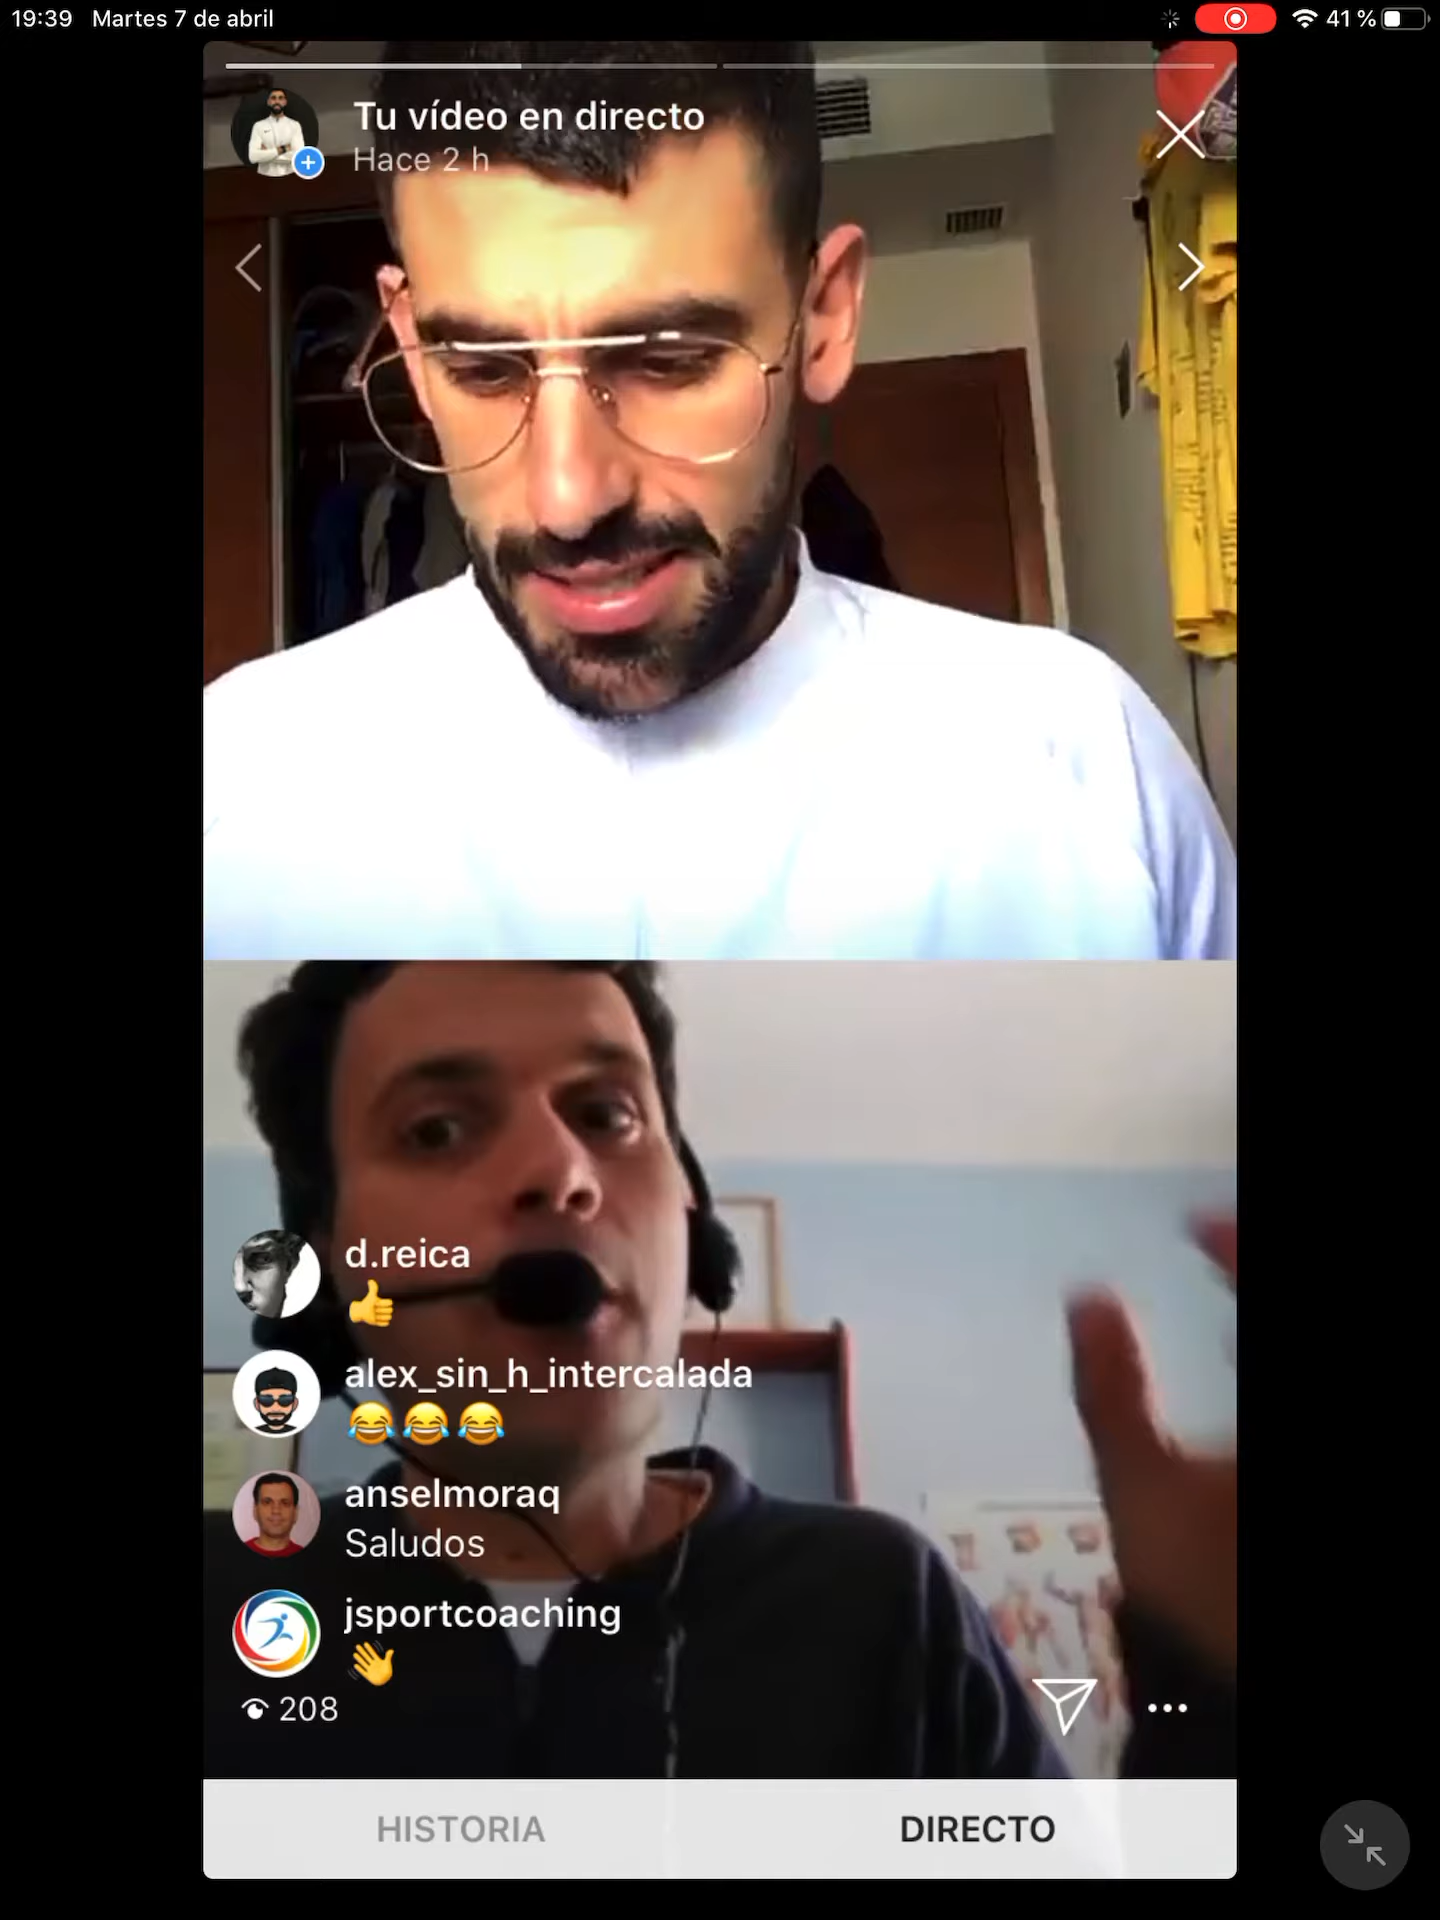 19:39 Martes 7 de abril
41 %
Tu vídeo en directo
Hace 2 h
d.reica
👍
alex_sin_h_intercalada
😂😂😂
anselmoraq
Saludos
jsportcoaching
👋
208
HISTORIA
DIRECTO